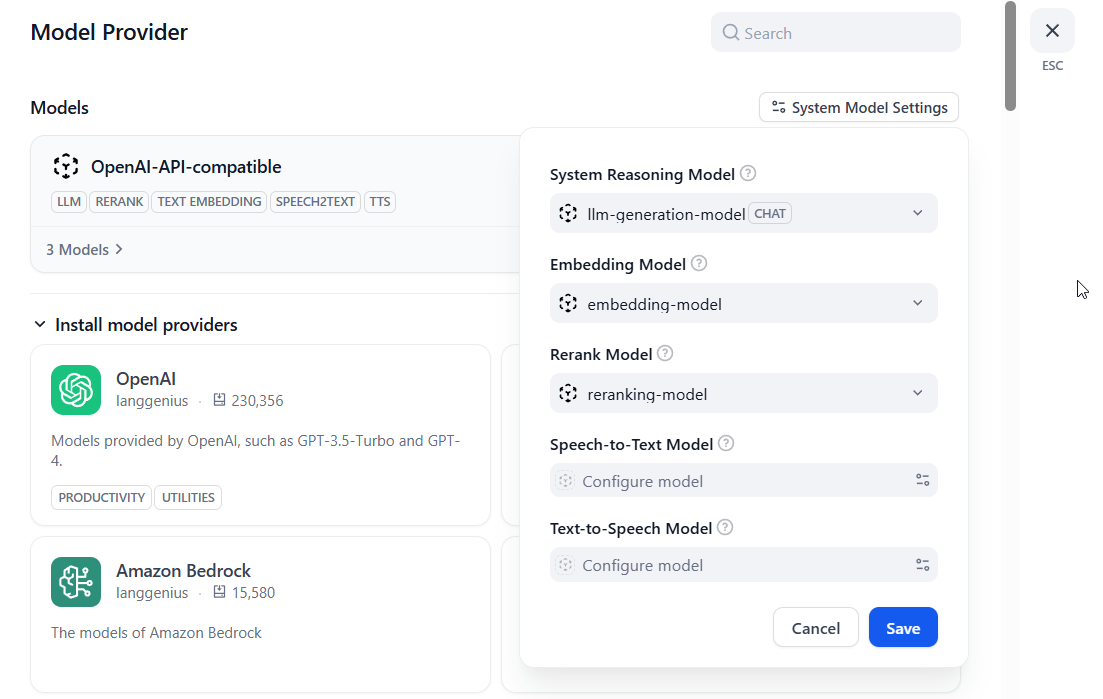 Model Provider
Search
ESC
Models
System Model Settings
OpenAI-API-compatible
LLM RERANK TEXT EMBEDDING SPEECH2TEXT TTS
3 Models
System Reasoning Model
llm-generation-model CHAT
Embedding Model
embedding-model
Rerank Model
reranking-model
Speech-to-Text Model
Configure model
Text-to-Speech Model
Configure model
Cancel Save
Install model providers
OpenAI
langgenius · 230,356
Models provided by OpenAI, such as GPT-3.5-Turbo and GPT-
4.
PRODUCTIVITY UTILITIES
Amazon Bedrock
langgenius · 15,580
The models of Amazon Bedrock